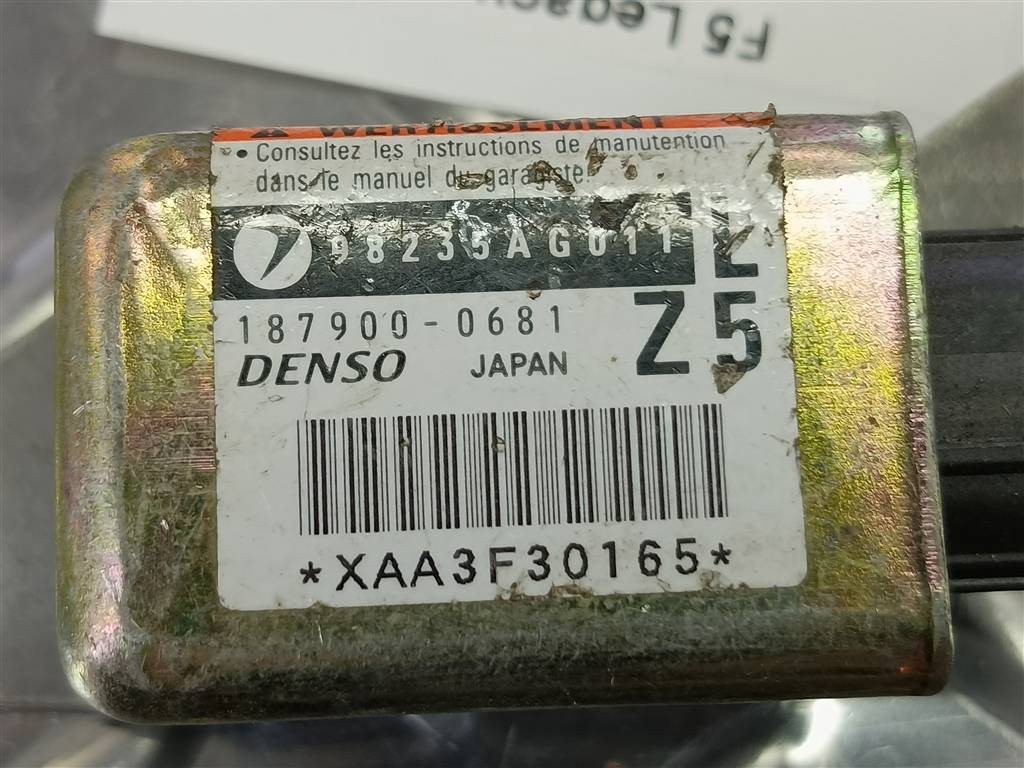 F5 Legacy
AVERTISSEMENT
• Consultez les instructions de manutention
dans le manuel du garagiste.
98235AG011
L
187900-0681
Z5
DENSO JAPAN
*XAA3F30165*